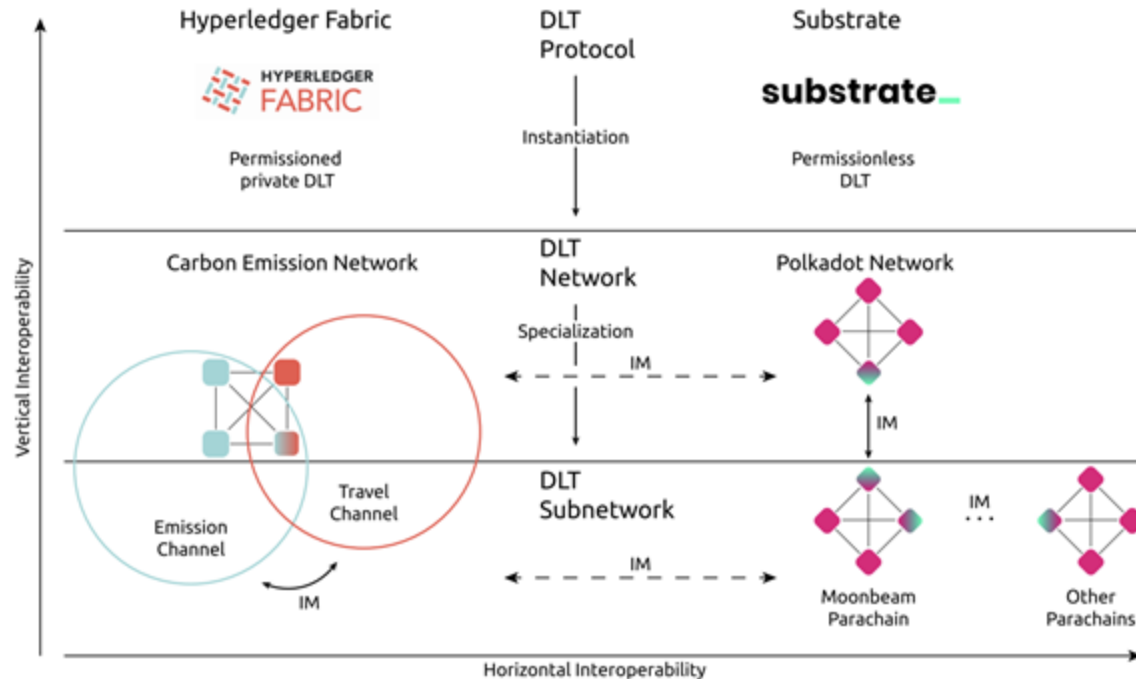 Hyperledger Fabric
DLT
Protocol
Substrate
HYPERLEDGER
FABRIC
substrate_
Instantiation
Permissioned
private DLT
Permissionless
DLT
Vertical Interoperability
Carbon Emission Network
DLT
Network
Polkadot Network
Specialization
IM
IM
DLT
Subnetwork
Travel
Channel
Emission
Channel
IM
IM
IM
...
Moonbeam
Parachain
Other
Parachains
Horizontal Interoperability